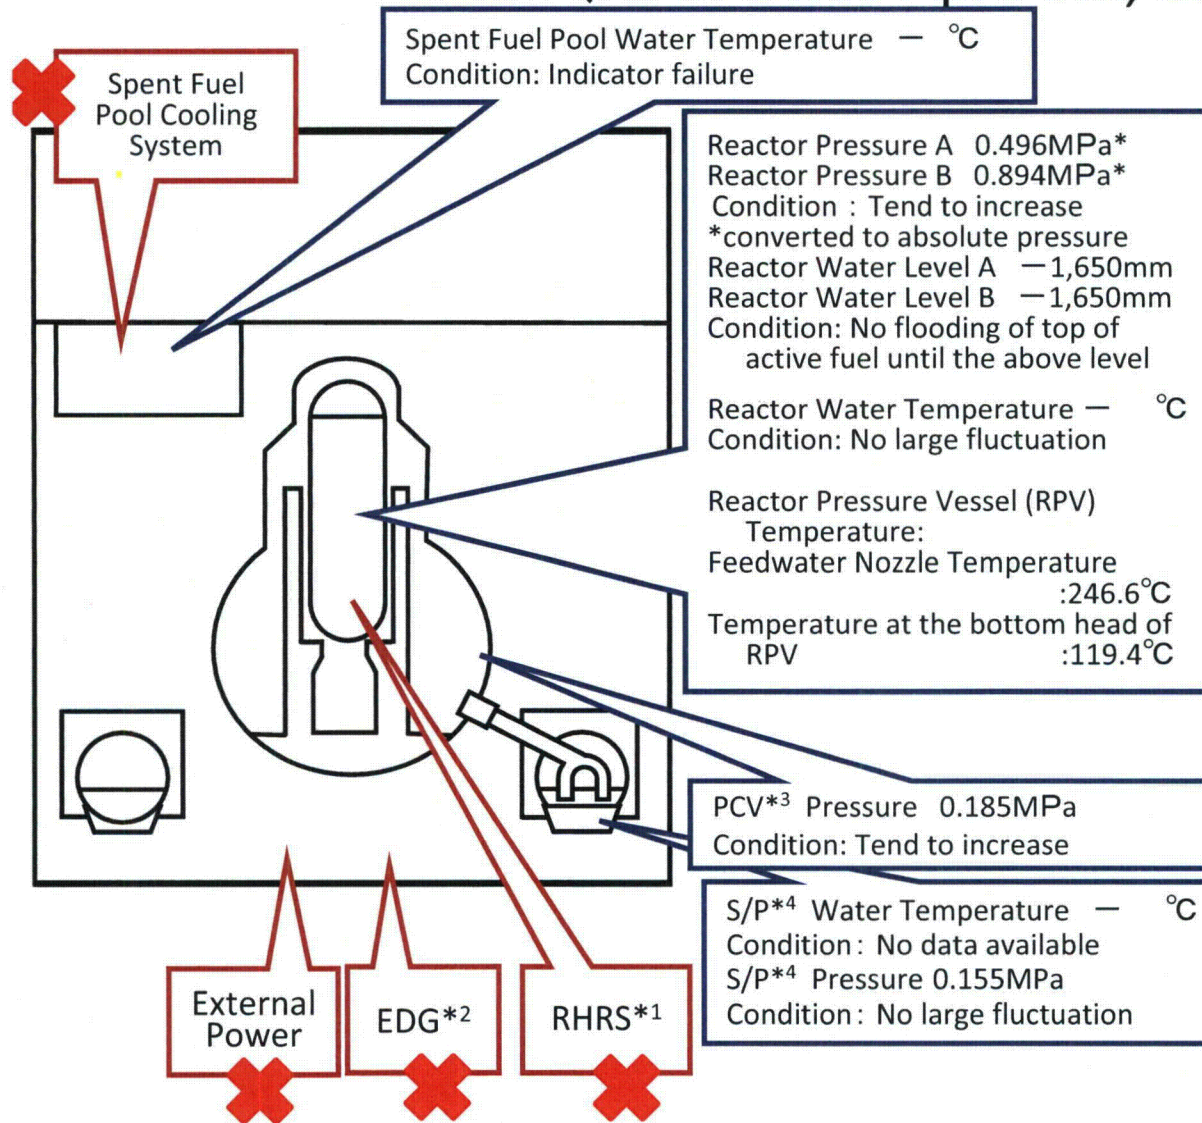 Spent Fuel Pool Water Temperature － ℃
Condition: Indicator failure
Spent Fuel
Pool Cooling
System
Reactor Pressure A 0.496MPa*
Reactor Pressure B 0.894MPa*
Condition : Tend to increase
*converted to absolute pressure
Reactor Water Level A －1,650mm
Reactor Water Level B －1,650mm
Condition: No flooding of top of
active fuel until the above level
Reactor Water Temperature － ℃
Condition: No large fluctuation
Reactor Pressure Vessel (RPV)
Temperature:
Feedwater Nozzle Temperature
:246.6℃
Temperature at the bottom head of
RPV :119.4℃
PCV*3 Pressure 0.185MPa
Condition: Tend to increase
S/P*4 Water Temperature － ℃
Condition: No data available
S/P*4 Pressure 0.155MPa
Condition: No large fluctuation
External
Power
EDG*2
RHRS*1